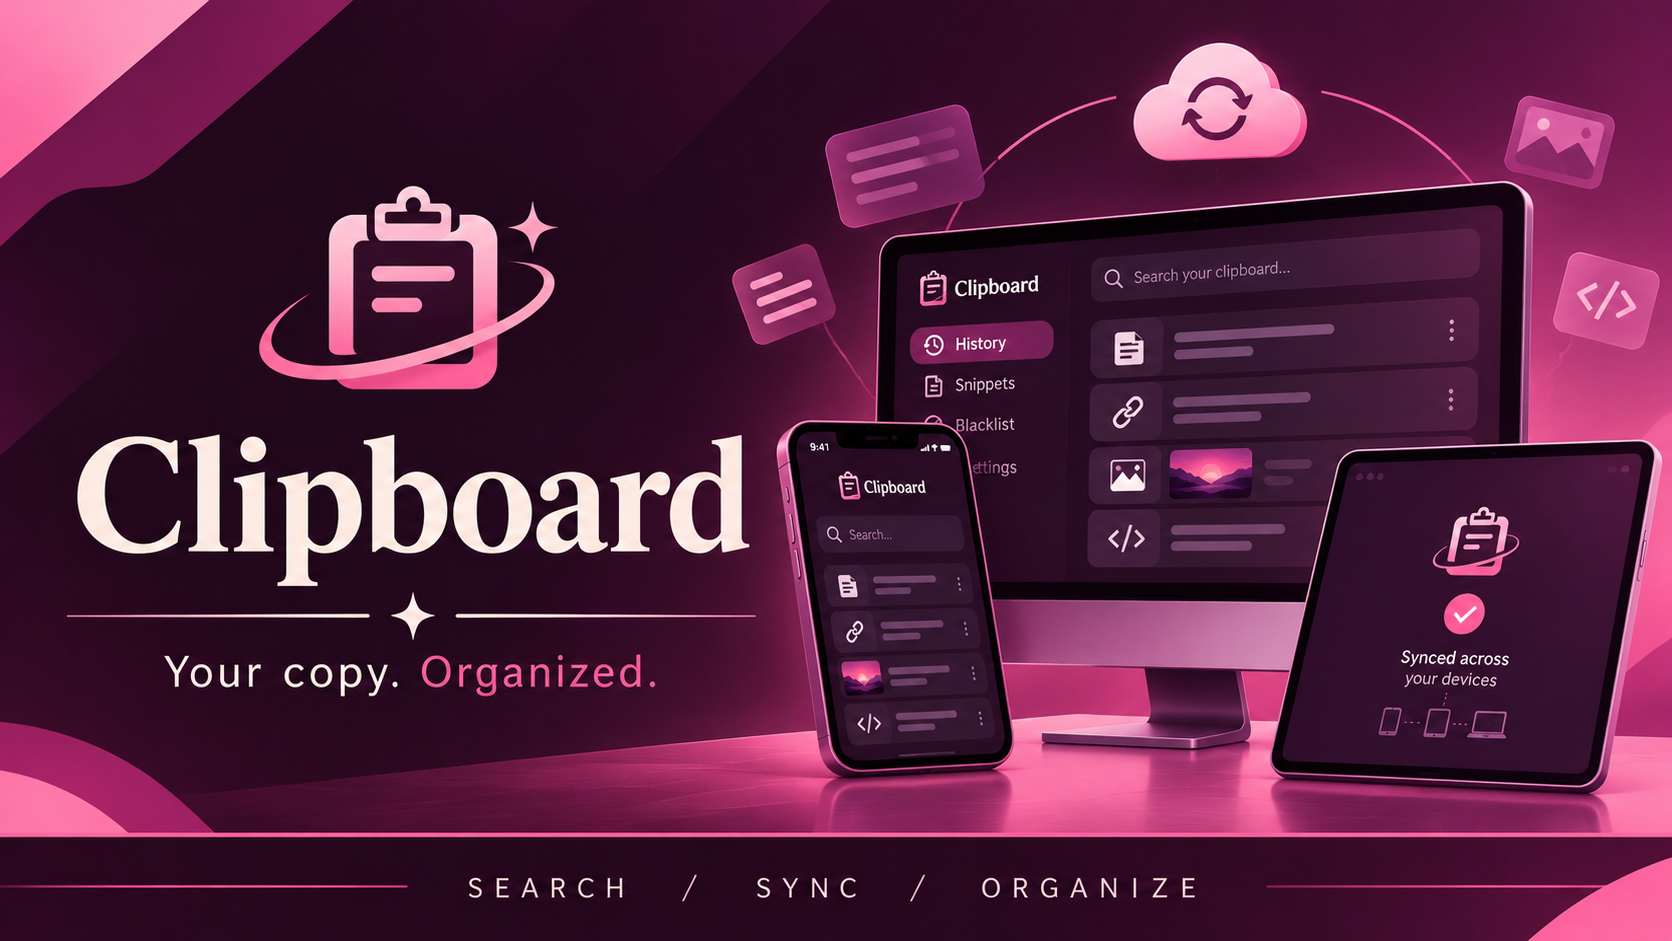 Clipboard
Your copy. Organized.
Clipboard
Search your clipboard...
History
Snippets
Blacklist
ettings
9:41
Clipboard
Search...
Synced across
your devices
SEARCH / SYNC / ORGANIZE